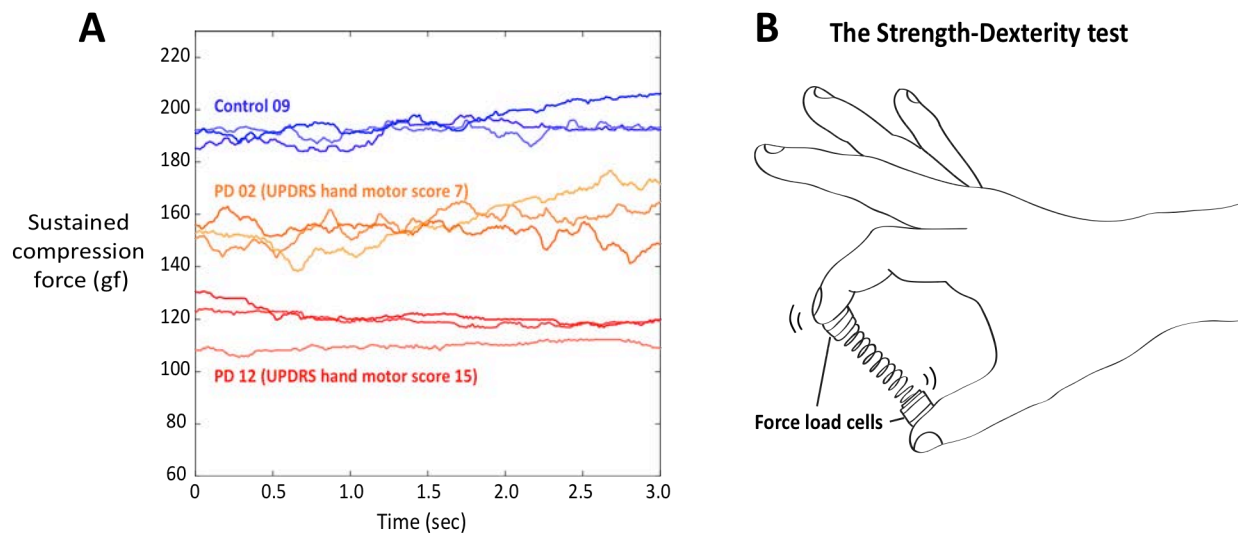 A
220
200
180
160
140
120
100
80
60
Sustained
compression
force (gf)
Control 09
PD 02 (UPDRS hand motor score 7)
PD 12 (UPDRS hand motor score 15)
0 0.5 1.0 1.5 2.0 2.5 3.0
Time (sec)
B The Strength-Dexterity test
Force load cells